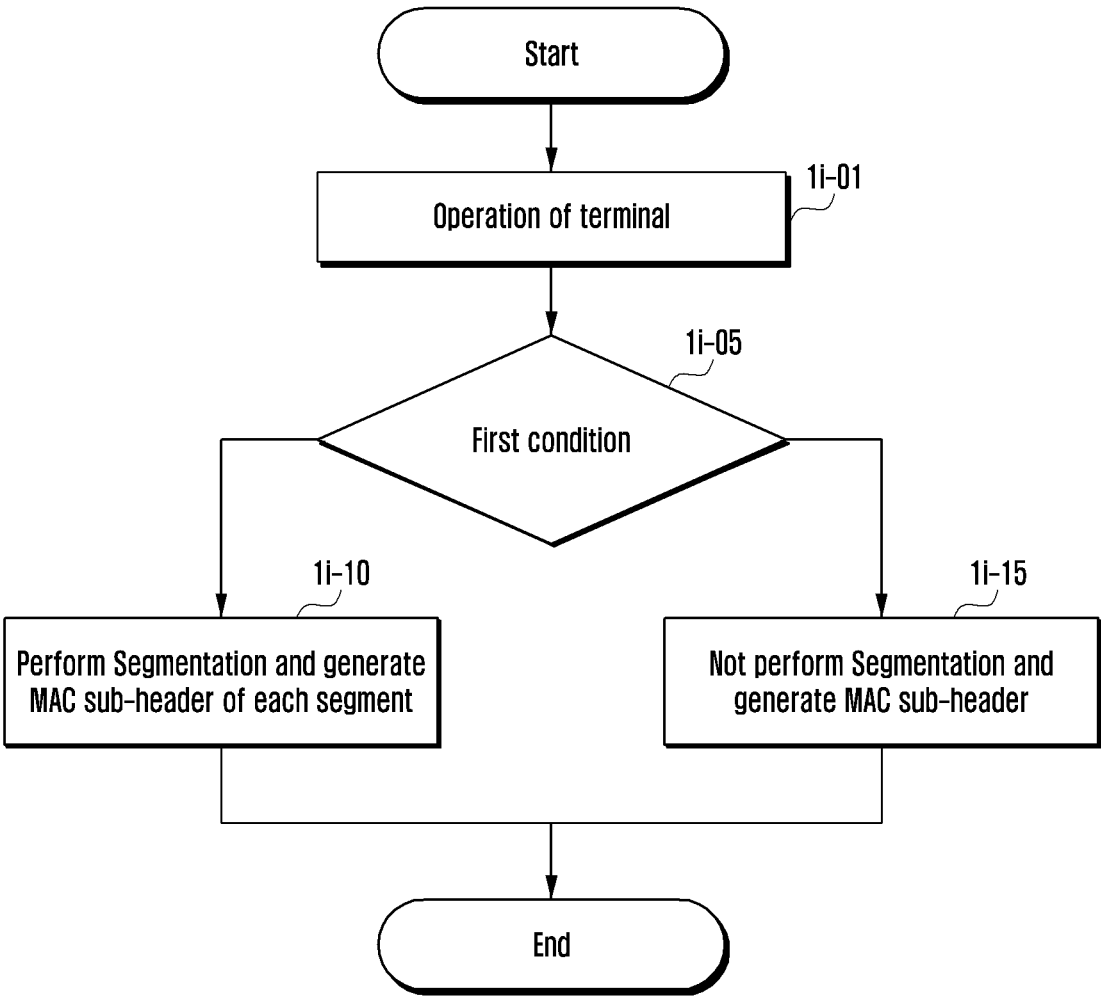 Start
1i-01
Operation of terminal
1i-05
First condition
1i-10
Perform Segmentation and generate
MAC sub-header of each segment
1i-15
Not perform Segmentation and
generate MAC sub-header
End